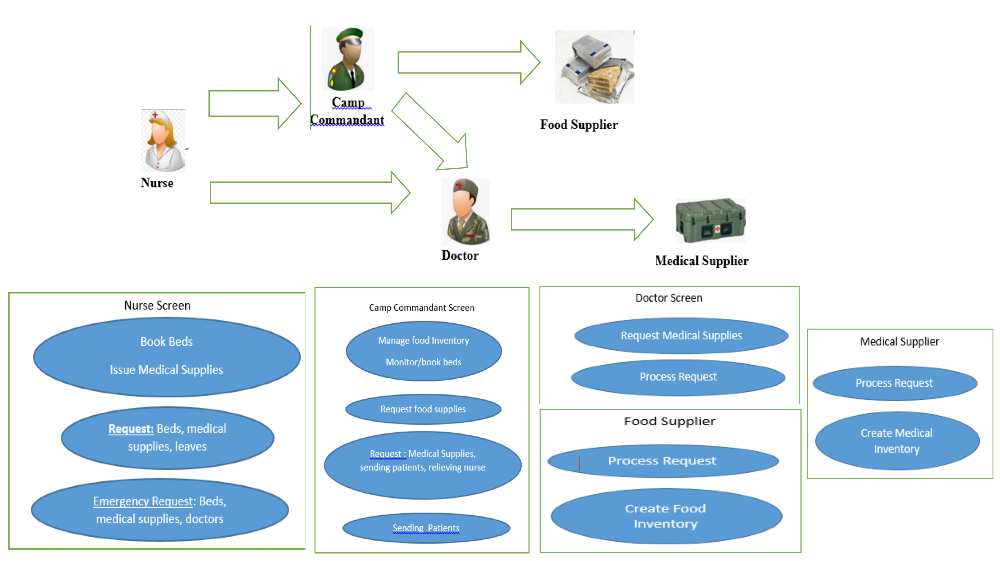 Camp
Commandant
Food Supplier
Nurse
Doctor
Medical Supplier
Nurse Screen
Book Beds
Issue Medical Supplies
Request: Beds, medical
supplies, leaves
Emergency Request: Beds,
medical supplies, doctors
Camp Commandant Screen
Manage food Inventory
Monitor/book beds
Request food supplies
Request : Medical Supplies,
sending patients, relieving nurse
Sending Patients
Doctor Screen
Request Medical Supplies
Process Request
Food Supplier
Process Request
Create Food
Inventory
Medical Supplier
Process Request
Create Medical
Inventory